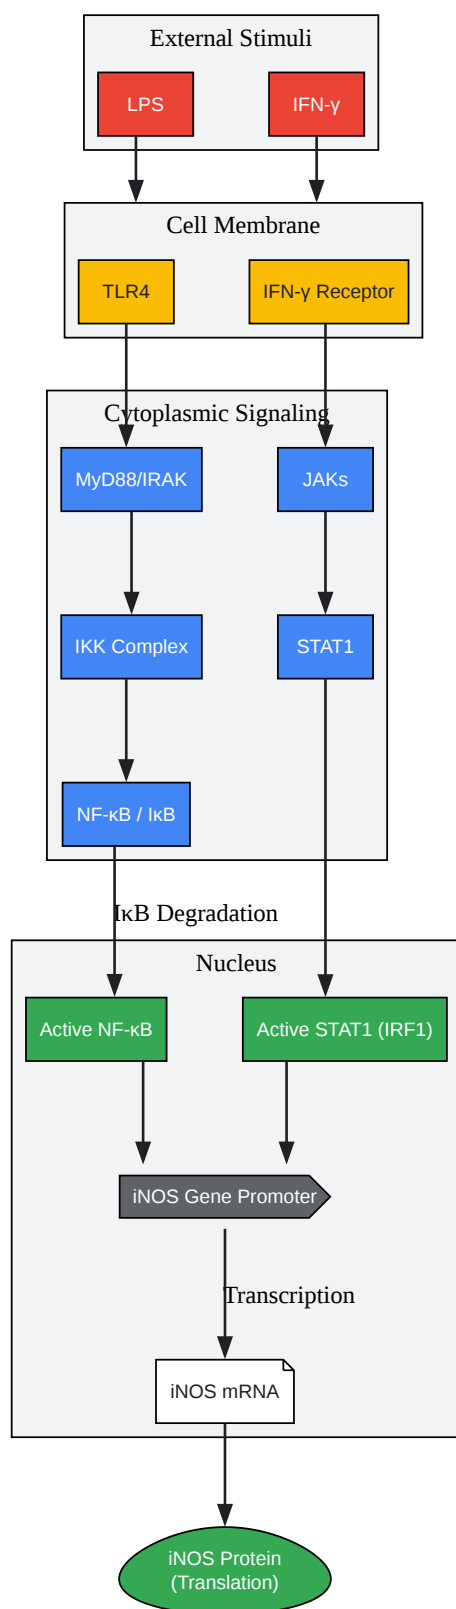 External Stimuli
LPS
IFN-γ
Cell Membrane
TLR4
IFN-γ Receptor
Cytoplasmic Signaling
MyD88/IRAK
JAKs
IKK Complex
STAT1
NF-κB / IκB
IκB Degradation
Nucleus
Active NF-κB
Active STAT1 (IRF1)
iNOS Gene Promoter
Transcription
iNOS mRNA
iNOS Protein
(Translation)